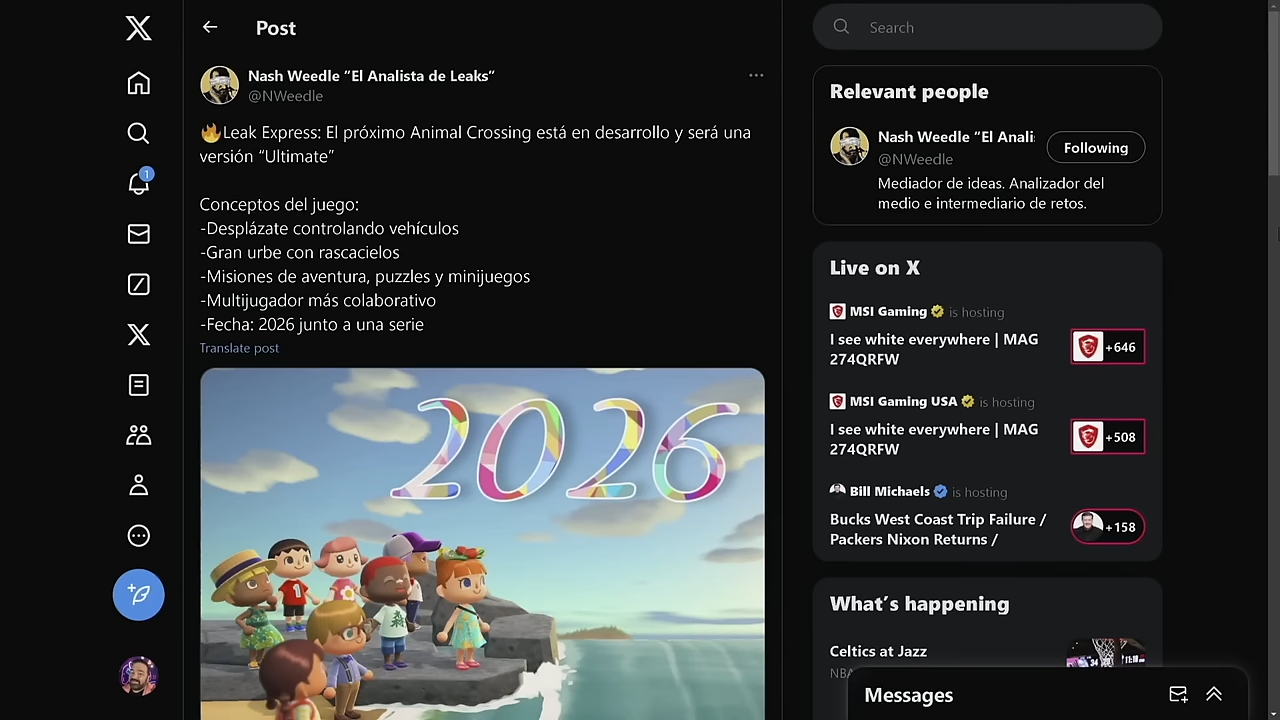 Post
Search
Nash Weedle “El Analista de Leaks“
@NWeedle
🔥Leak Express: El próximo Animal Crossing está en desarrollo y será una
versión “Ultimate”
Conceptos del juego:
-Desplázate controlando vehículos
-Gran urbe con rascacielos
-Misiones de aventura, puzzles y minijuegos
-Multijugador más colaborativo
-Fecha: 2026 junto a una serie
Translate post
2026
1
Relevant people
Nash Weedle “El Anali
@NWeedle
Following
Mediador de ideas. Analizador del
medio e intermediario de retos.
Live on X
MSI Gaming is hosting
I see white everywhere | MAG
274QRFW
+646
MSI Gaming USA is hosting
I see white everywhere | MAG
274QRFW
+508
Bill Michaels is hosting
Bucks West Coast Trip Failure /
Packers Nixon Returns /
+158
What’s happening
Celtics at Jazz
NBA
Messages